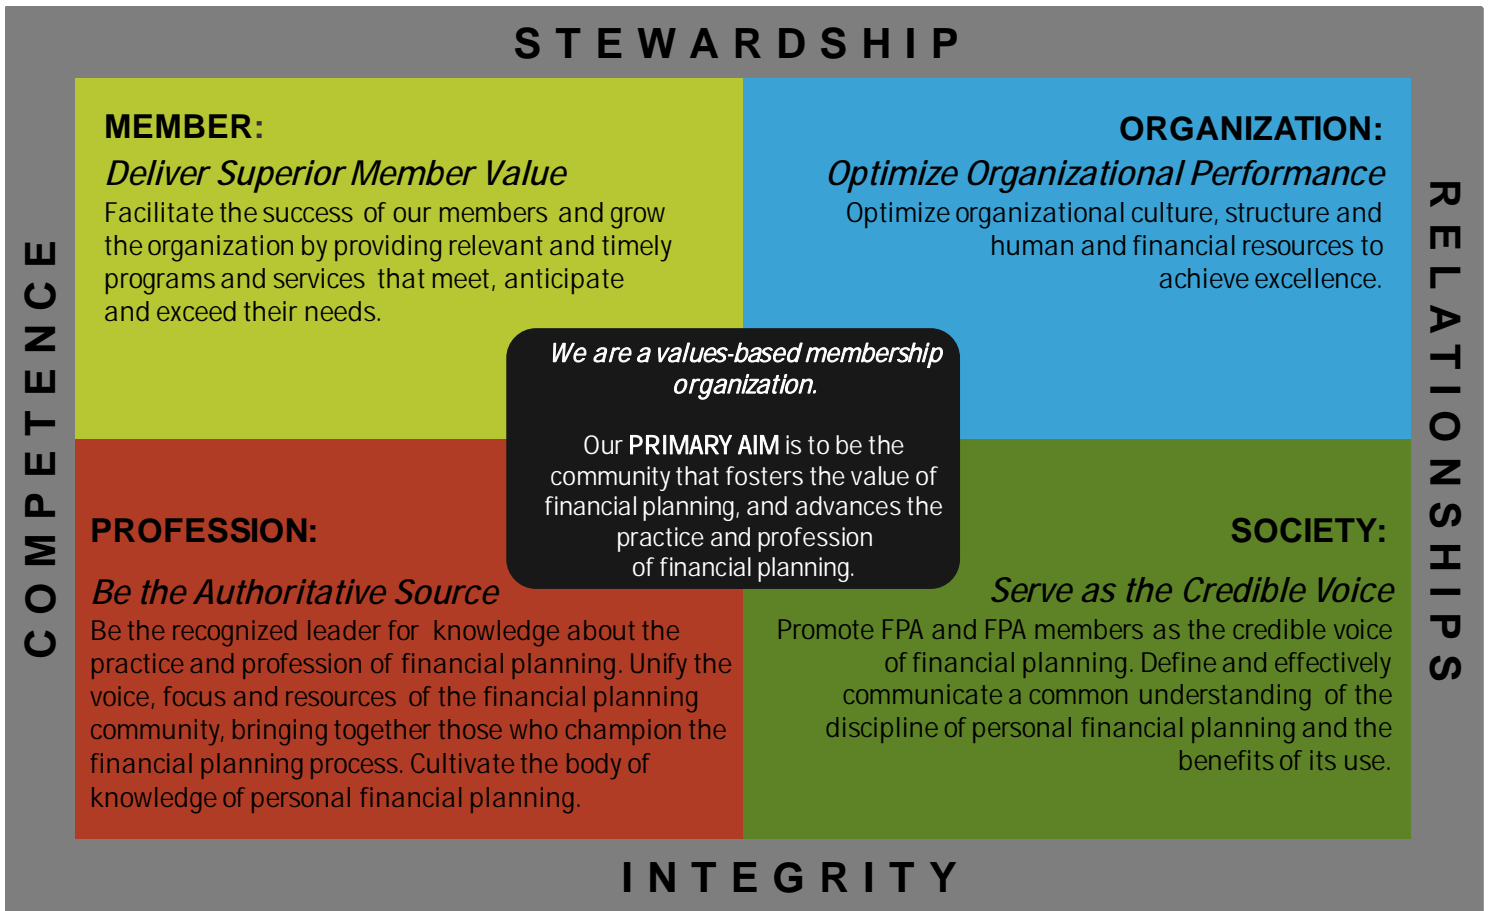 STEWARDSHIP
MEMBER:
Deliver Superior Member Value
Facilitate the success of our members and grow
the organization by providing relevant and timely
programs and services that meet, anticipate
and exceed their needs.
ORGANIZATION:
Optimize Organizational Performance
Optimize organizational culture, structure and
human and financial resources to
achieve excellence.
COMPETENCE
RELATIONSHIPS
We are a values-based membership
organization.
Our PRIMARY AIM is to be the
community that fosters the value of
financial planning, and advances the
practice and profession
of financial planning.
PROFESSION:
Be the Authoritative Source
Be the recognized leader for knowledge about the
practice and profession of financial planning. Unify the
voice, focus and resources of the financial planning
community, bringing together those who champion the
financial planning process. Cultivate the body of
knowledge of personal financial planning.
SOCIETY:
Serve as the Credible Voice
Promote FPA and FPA members as the credible voice
of financial planning. Define and effectively
communicate a common understanding of the
discipline of personal financial planning and the
benefits of its use.
INTEGRITY